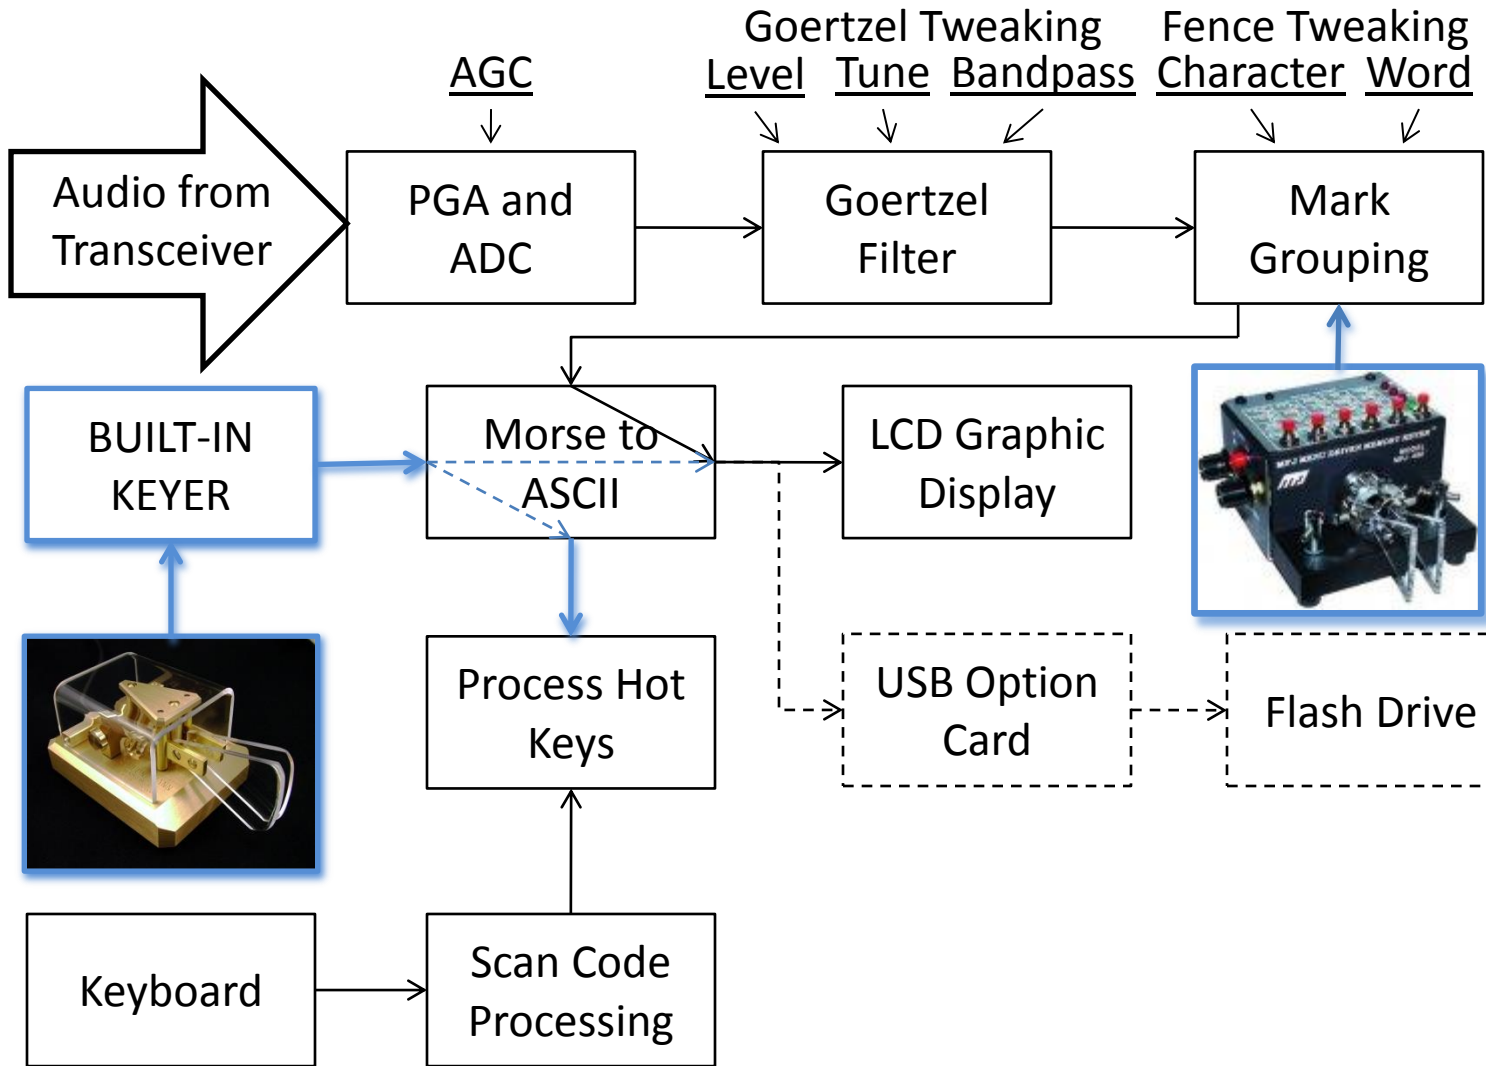 Goertzel Tweaking
Fence Tweaking
AGC
Level Tune Bandpass
Character Word
Audio from
Transceiver
PGA and
ADC
Goertzel
Filter
Mark
Grouping
BUILT-IN
KEYER
Morse to
ASCII
LCD Graphic
Display
MFJ
Process Hot
Keys
USB Option
Card
Flash Drive
Keyboard
Scan Code
Processing